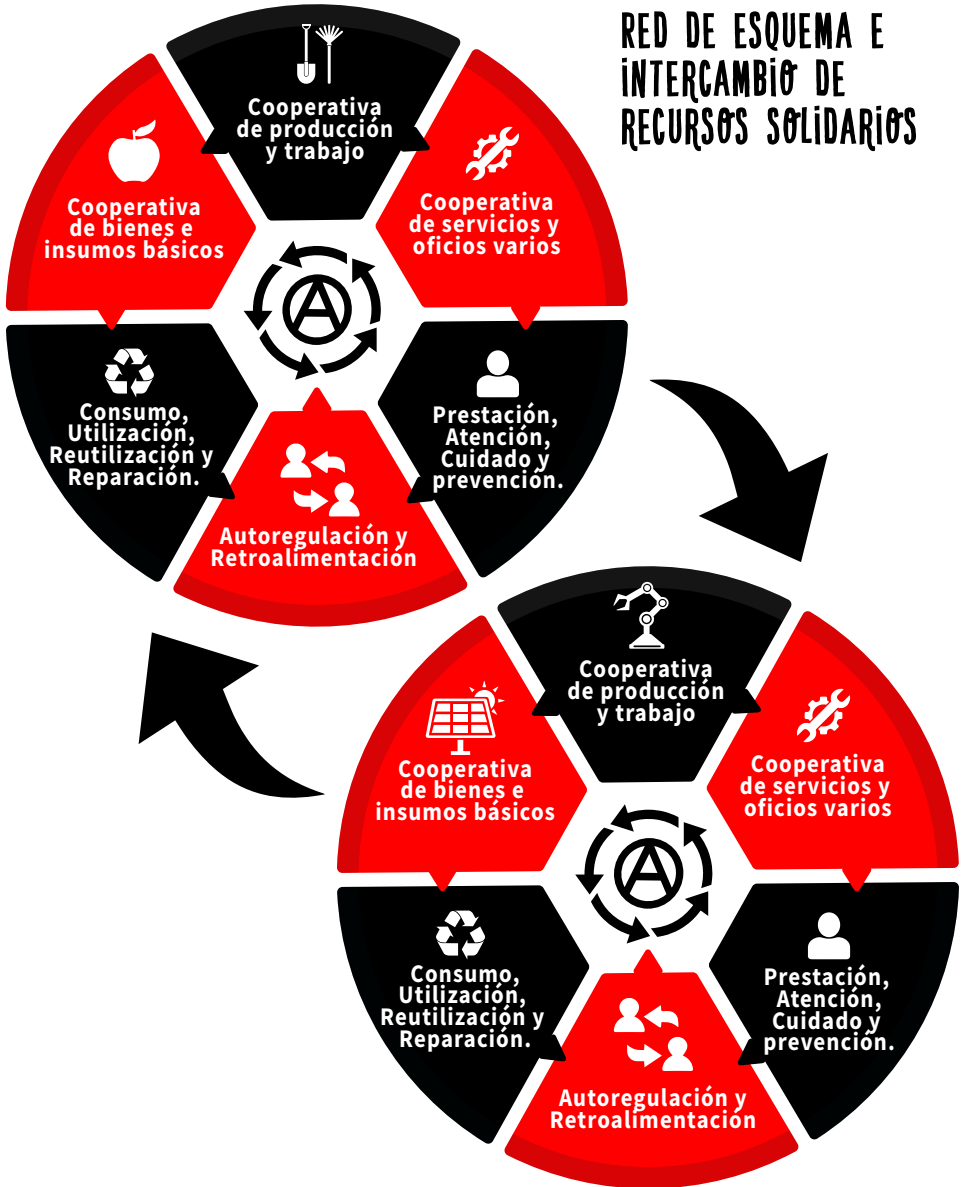 RED DE ESQUEMA E
INTERCAMBIO DE
RECURSOS SOLIDARIOS
Cooperativa
de producción
y trabajo
Cooperativa
de bienes e
insumos básicos
Cooperativa
de servicios y
oficios varios
Consumo,
Utilización,
Reutilización y
Reparación.
Prestación,
Atención,
Cuidado y
prevención.
Autoregulación y
Retroalimentación
A
Cooperativa
de producción
y trabajo
Cooperativa
de bienes e
insumos básicos
Cooperativa
de servicios y
oficios varios
Consumo,
Utilización,
Reutilización y
Reparación.
Prestación,
Atención,
Cuidado y
prevención.
Autoregulación y
Retroalimentación
A